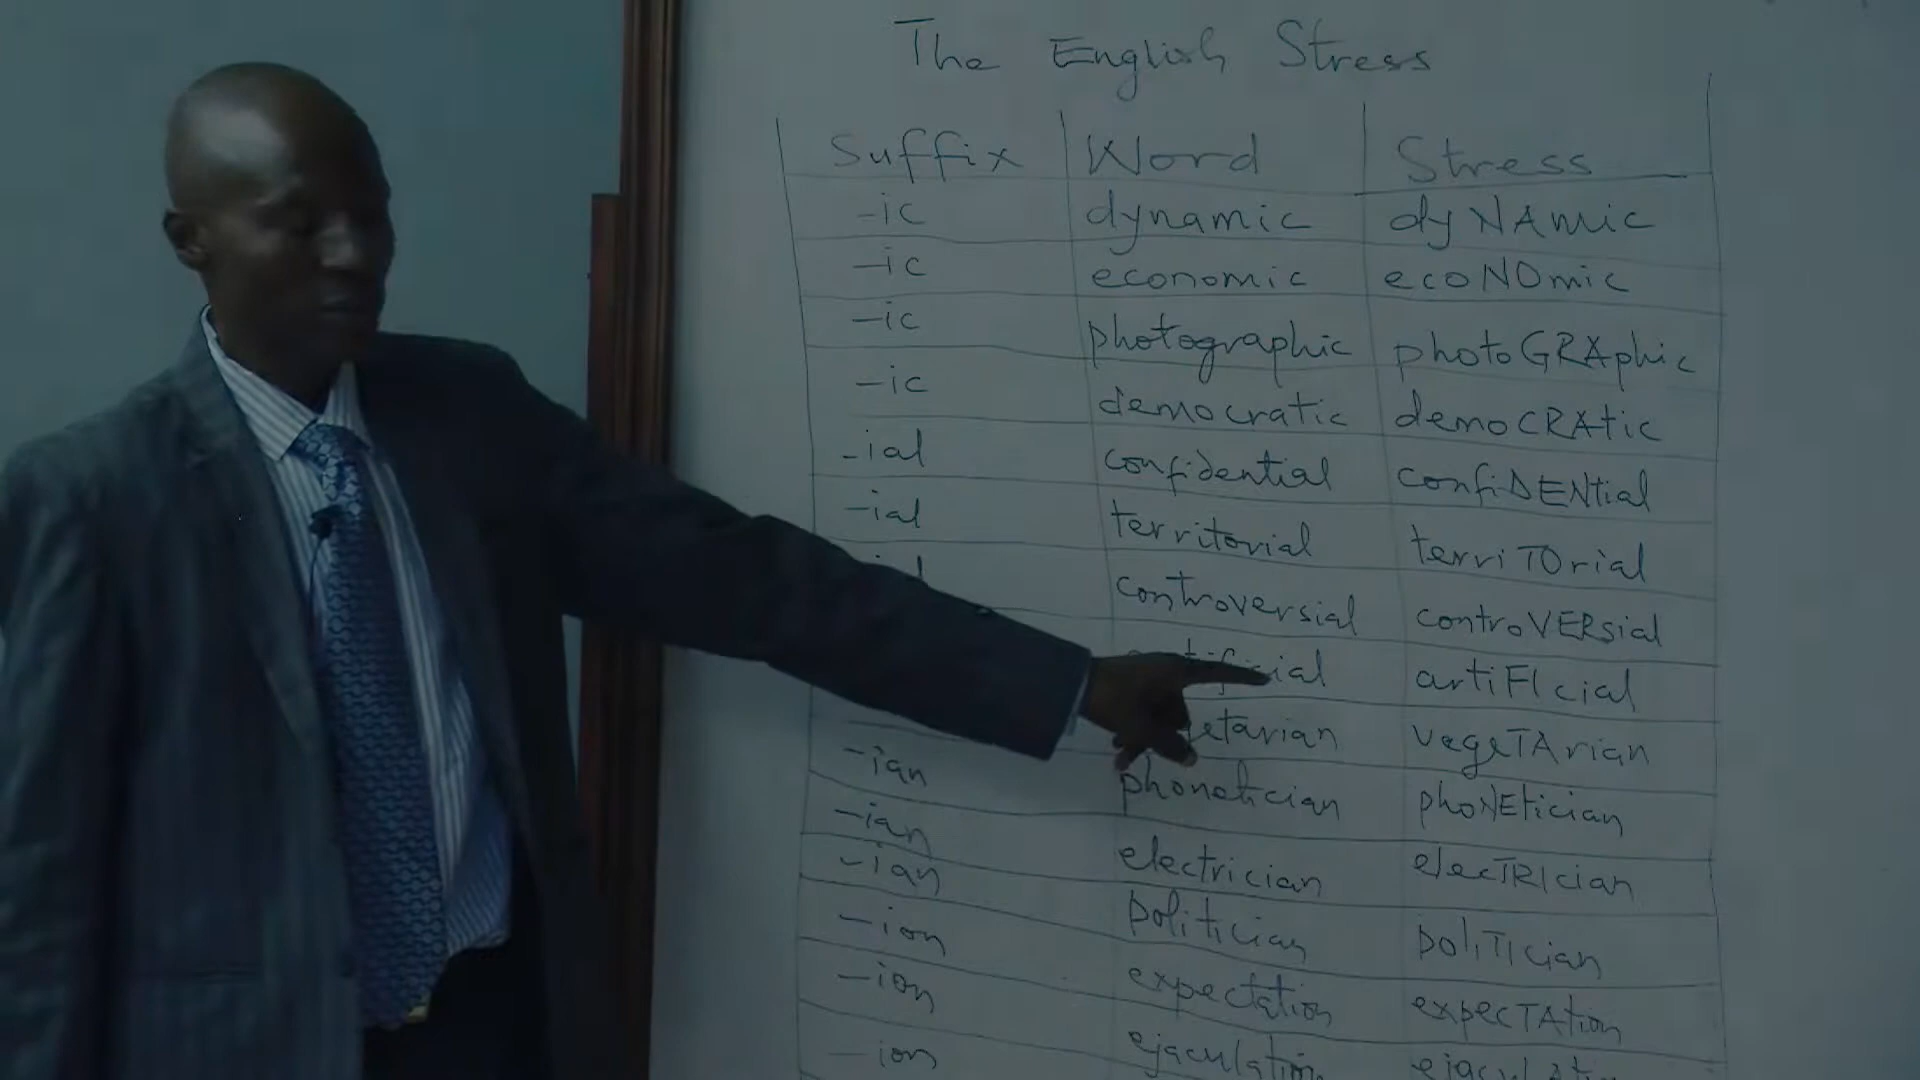 The English Stress
Suffix Word Stress
-ic dynamic dyNAmic
-ic economic ecoNOmic
-ic photographic photoGRAphic
-ic democratic demoCRAtic
-ial confidential confiDENtial
-ial territorial terriTOrial
controversial controVERsial
artiFIcial
vegeTArian
-ian phonetician phoNEtician
-ian electrician elecTRIcian
-ian politician poliTIcian
-ion expectation expecTAtion
-ion ejaculation
-ion